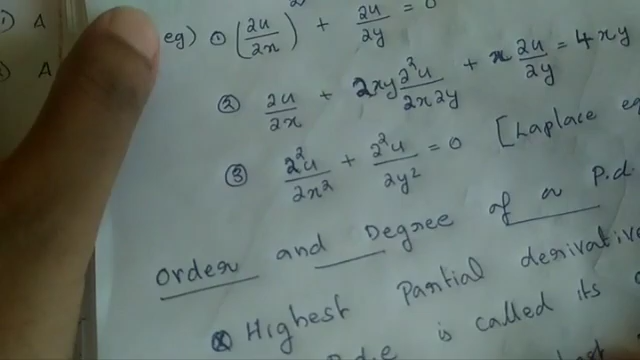 1) A
A
eg) ① (∂u/∂x)² + ∂u/∂y = 0
② ∂u/∂x + 2xy ∂²u/∂x∂y + x ∂u/∂y = 4xy
③ ∂²u/∂x² + ∂²u/∂y² = 0 [Laplace
Order and Degree of a p.d.
Highest Partial derivative
p.d.e is called its